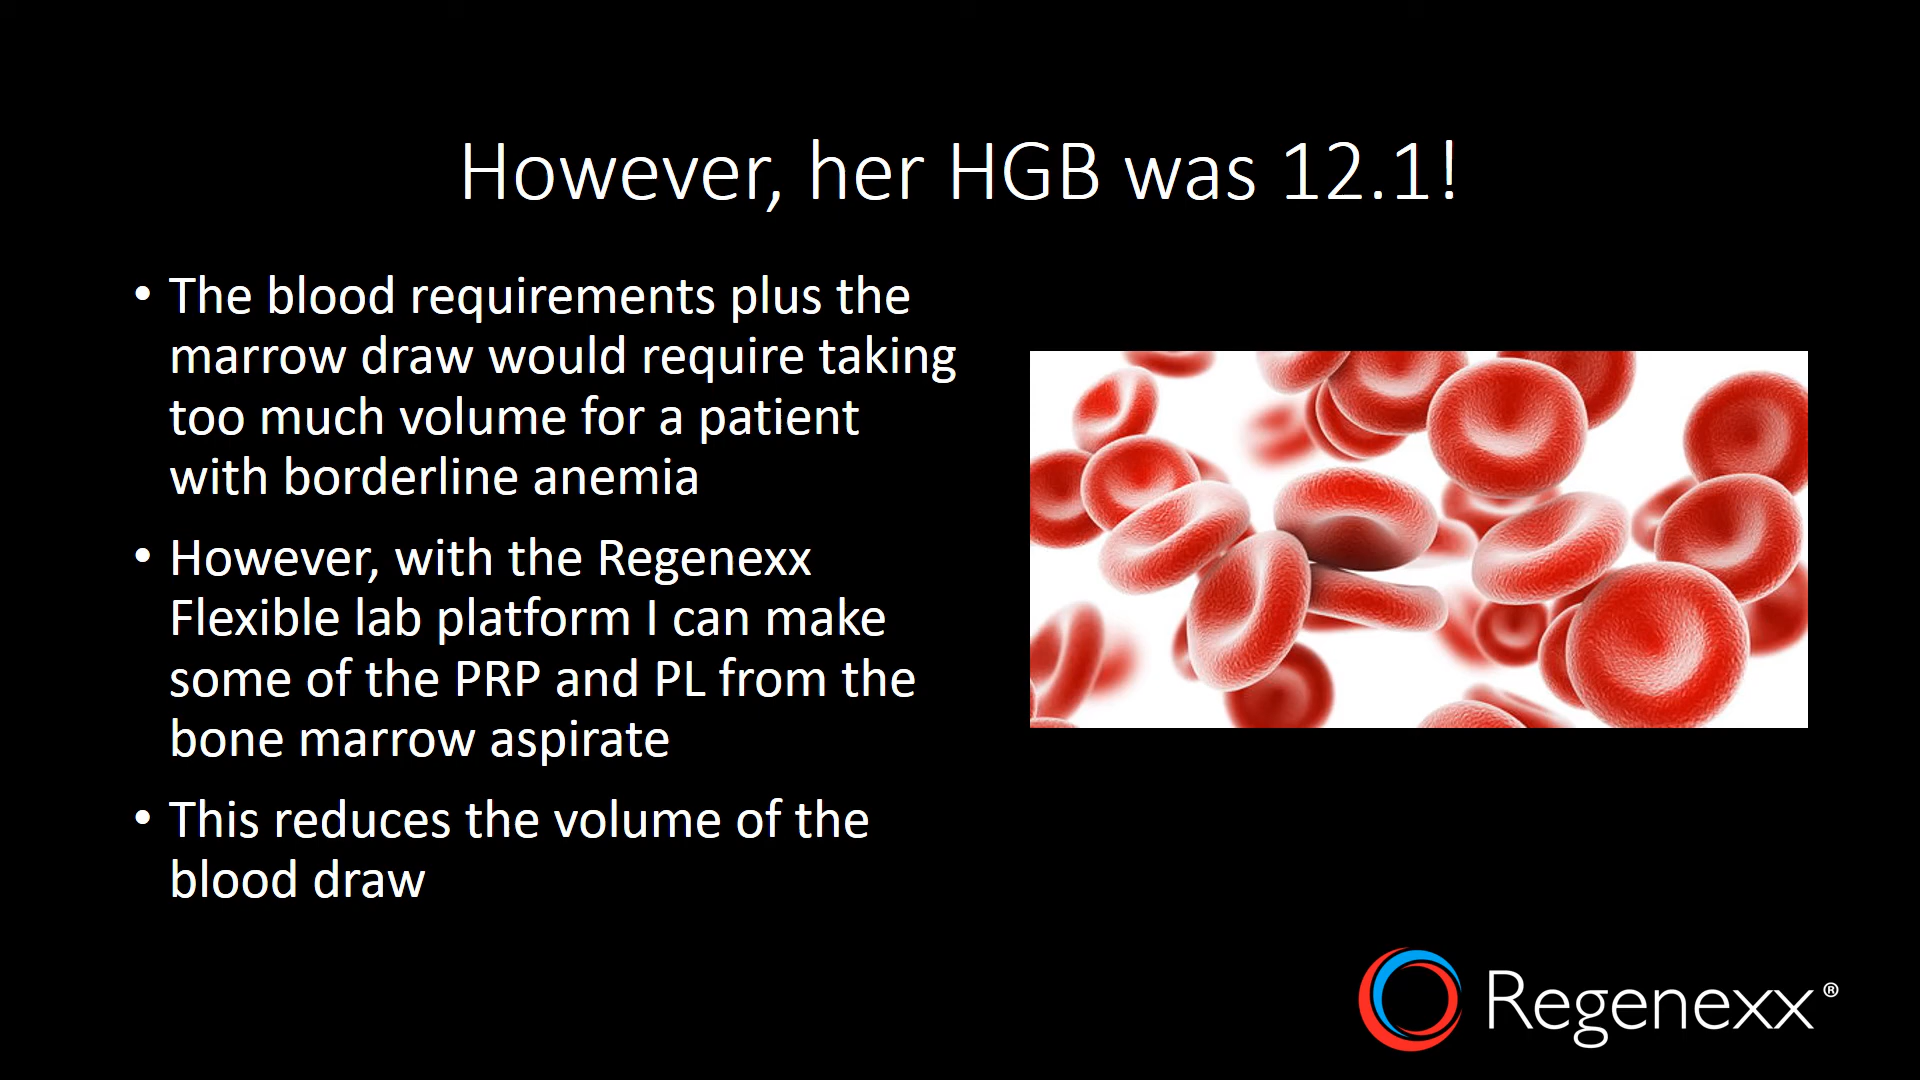 However, her HGB was 12.1!
• The blood requirements plus the
marrow draw would require taking
too much volume for a patient
with borderline anemia
• However, with the Regenexx
Flexible lab platform I can make
some of the PRP and PL from the
bone marrow aspirate
• This reduces the volume of the
blood draw
Regenexx®